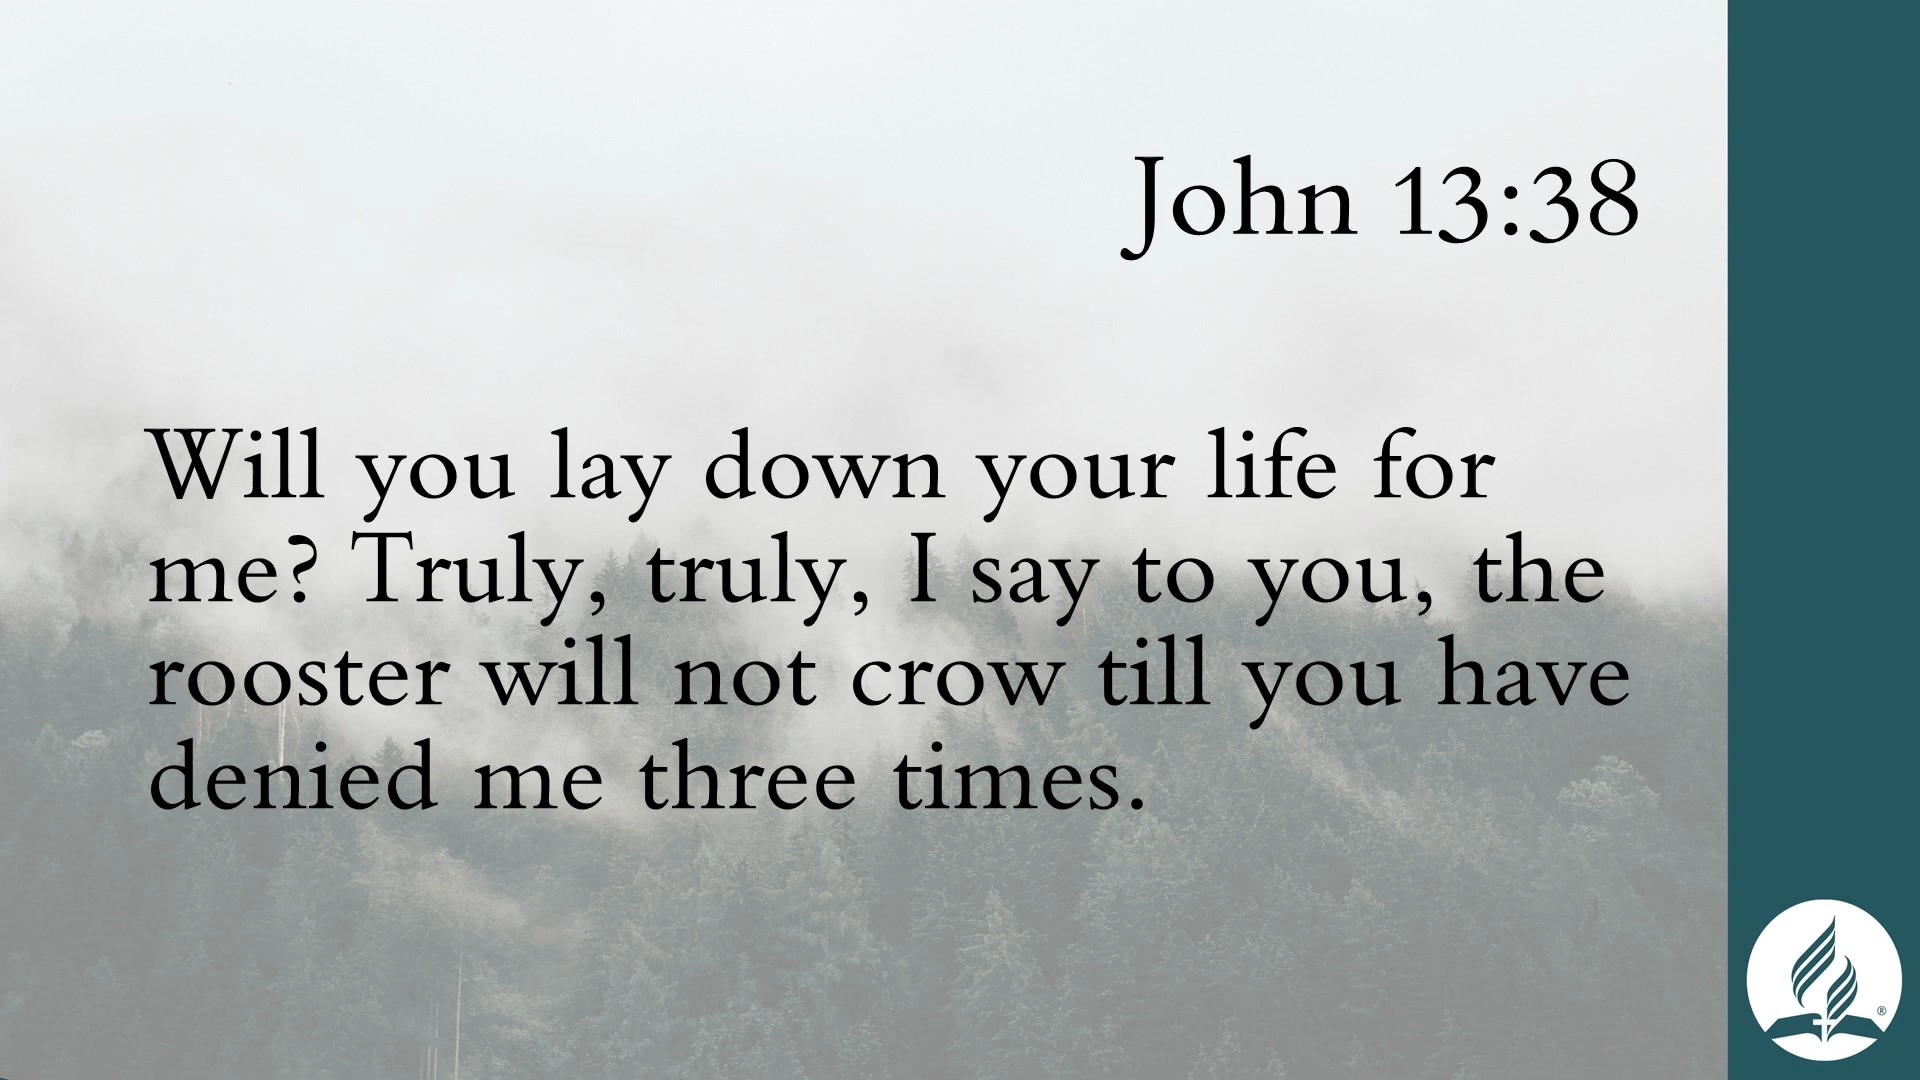 John 13:38
Will you lay down your life for
me? Truly, truly, I say to you, the
rooster will not crow till you have
denied me three times.
®